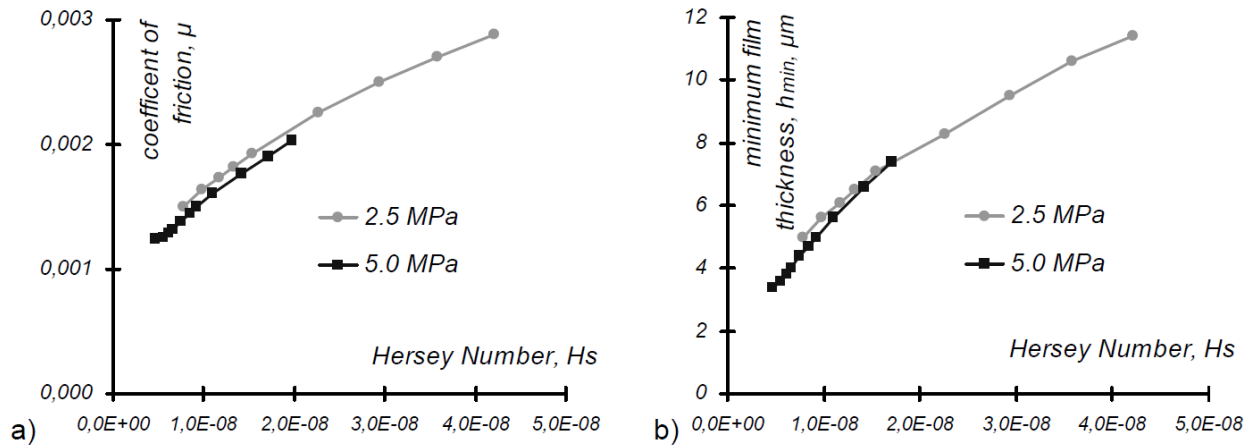 0,003
0,002
0,001
0,000
coefficent of
friction, µ
2.5 MPa
5.0 MPa
Hersey Number, Hs
0,0E+00 1,0E-08 2,0E-08 3,0E-08 4,0E-08 5,0E-08
a)
12
10
8
6
4
2
0
minimum film
thickness, hmin, µm
2.5 MPa
5.0 MPa
Hersey Number, Hs
0,0E+00 1,0E-08 2,0E-08 3,0E-08 4,0E-08 5,0E-08
b)